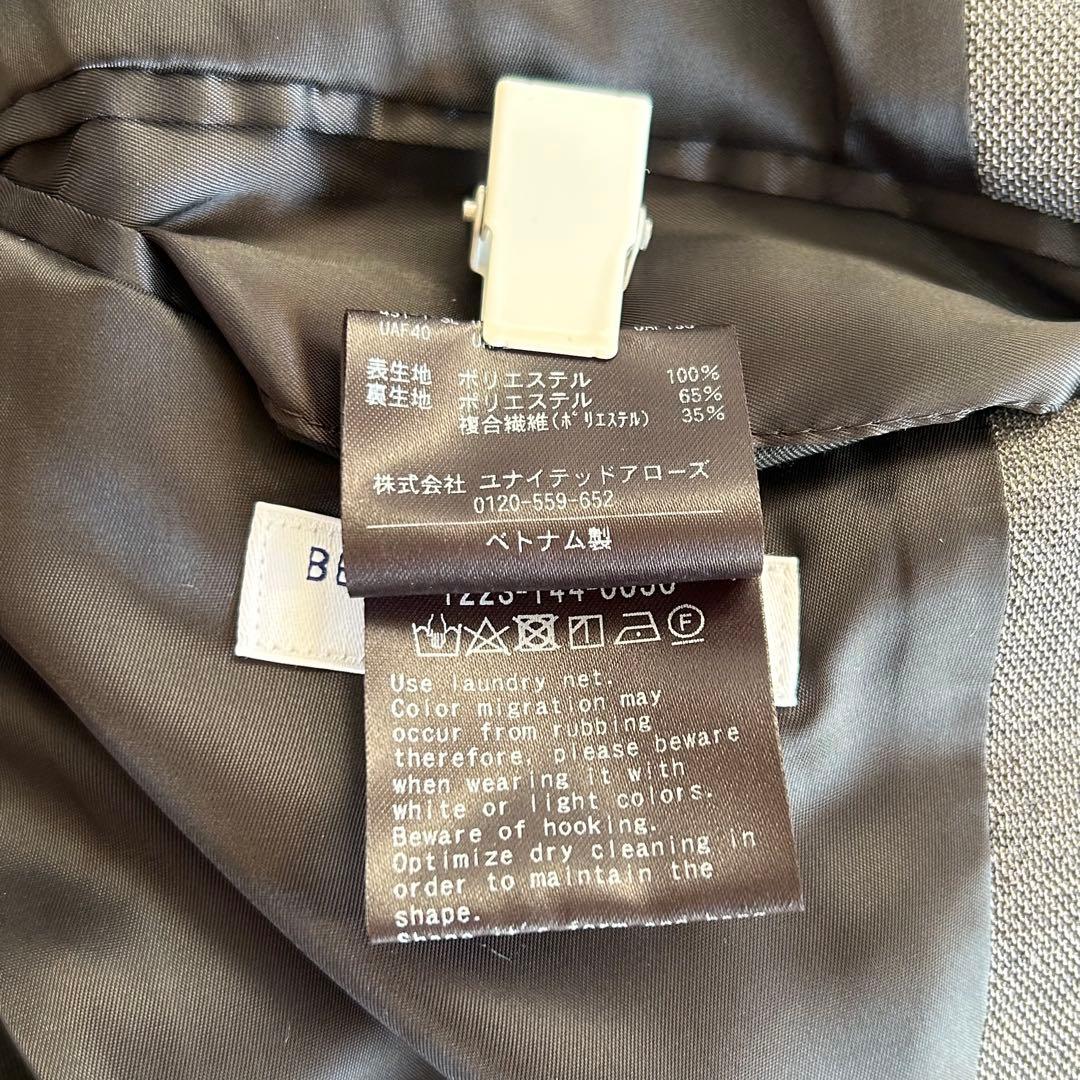 UAF40
表生地 ポリエステル 100%
裏生地 ポリエステル 65%
複合繊維(ポリエステル) 35%
株式会社 ユナイテッドアローズ
0120-559-652
ベトナム製
F
Use laundry net.
Color migration may
occur from rubbing
therefore, please beware
when wearing it with
white or light colors.
Beware of hooking.
Optimize dry cleaning in
order to maintain the
shape.